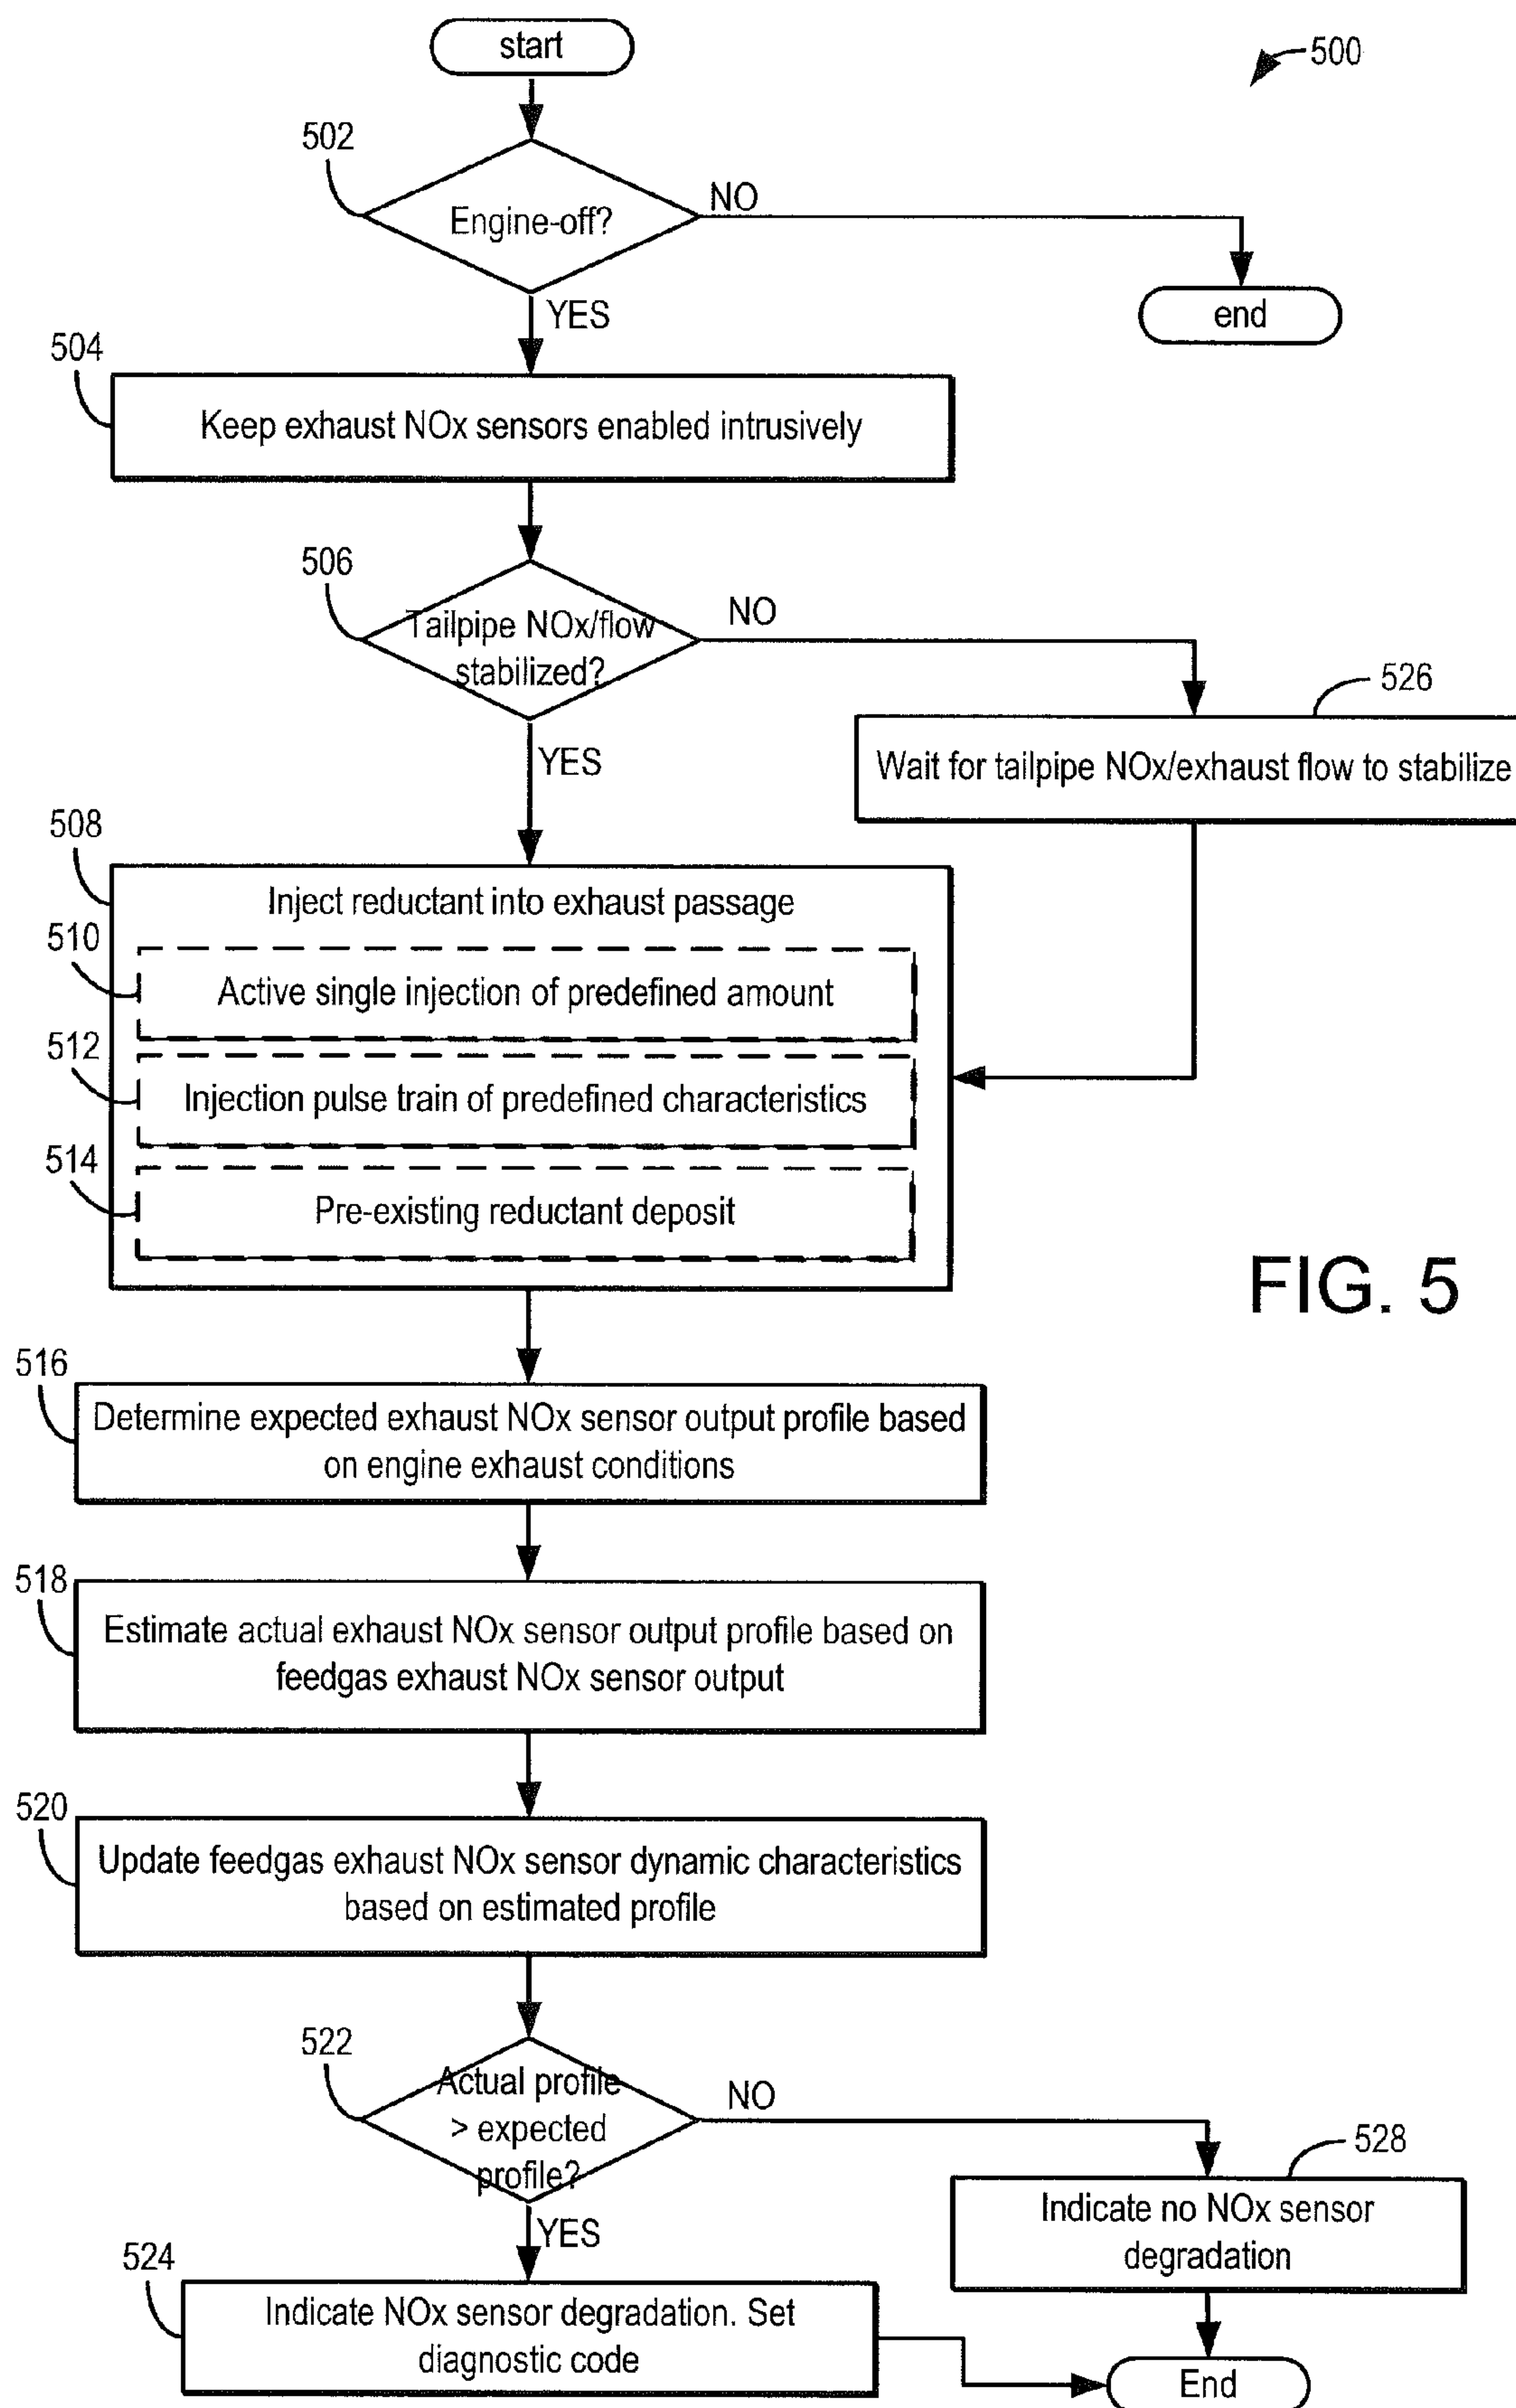 start
500
502
Engine-off?
NO
end
YES
504
Keep exhaust NOx sensors enabled intrusively
506
Tailpipe NOx/flow
stabilized?
NO
526
Wait for tailpipe NOx/exhaust flow to stabilize
YES
508
Inject reductant into exhaust passage
510
Active single injection of predefined amount
512
Injection pulse train of predefined characteristics
514
Pre-existing reductant deposit
FIG. 5
516
Determine expected exhaust NOx sensor output profile based
on engine exhaust conditions
518
Estimate actual exhaust NOx sensor output profile based on
feedgas exhaust NOx sensor output
520
Update feedgas exhaust NOx sensor dynamic characteristics
based on estimated profile
522
Actual profile
> expected
profile?
NO
528
Indicate no NOx sensor
degradation
YES
524
Indicate NOx sensor degradation. Set
diagnostic code
End